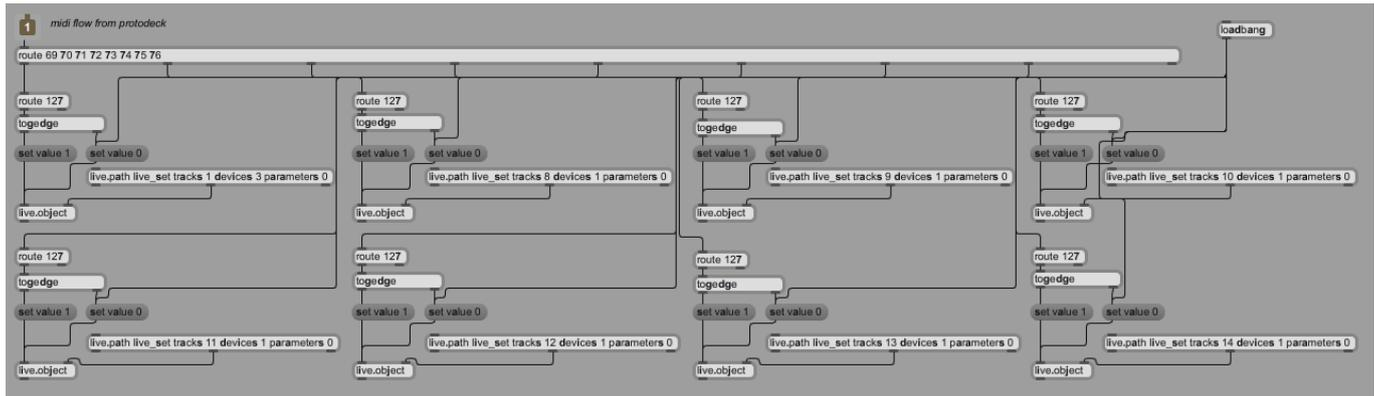 1 midi flow from protodeck
loadbang
route 69 70 71 72 73 74 75 76
route 127 route 127 route 127 route 127
togedge togedge togedge togedge
set value 1 set value 0 set value 1 set value 0 set value 1 set value 0 set value 1 set value 0
live.path live_set tracks 1 devices 3 parameters 0 live.path live_set tracks 8 devices 1 parameters 0 live.path live_set tracks 9 devices 1 parameters 0 live.path live_set tracks 10 devices 1 parameters 0
live.object live.object live.object live.object
route 127 route 127 route 127 route 127
togedge togedge togedge togedge
set value 1 set value 0 set value 1 set value 0 set value 1 set value 0 set value 1 set value 0
live.path live_set tracks 11 devices 1 parameters 0 live.path live_set tracks 12 devices 1 parameters 0 live.path live_set tracks 13 devices 1 parameters 0 live.path live_set tracks 14 devices 1 parameters 0
live.object live.object live.object live.object